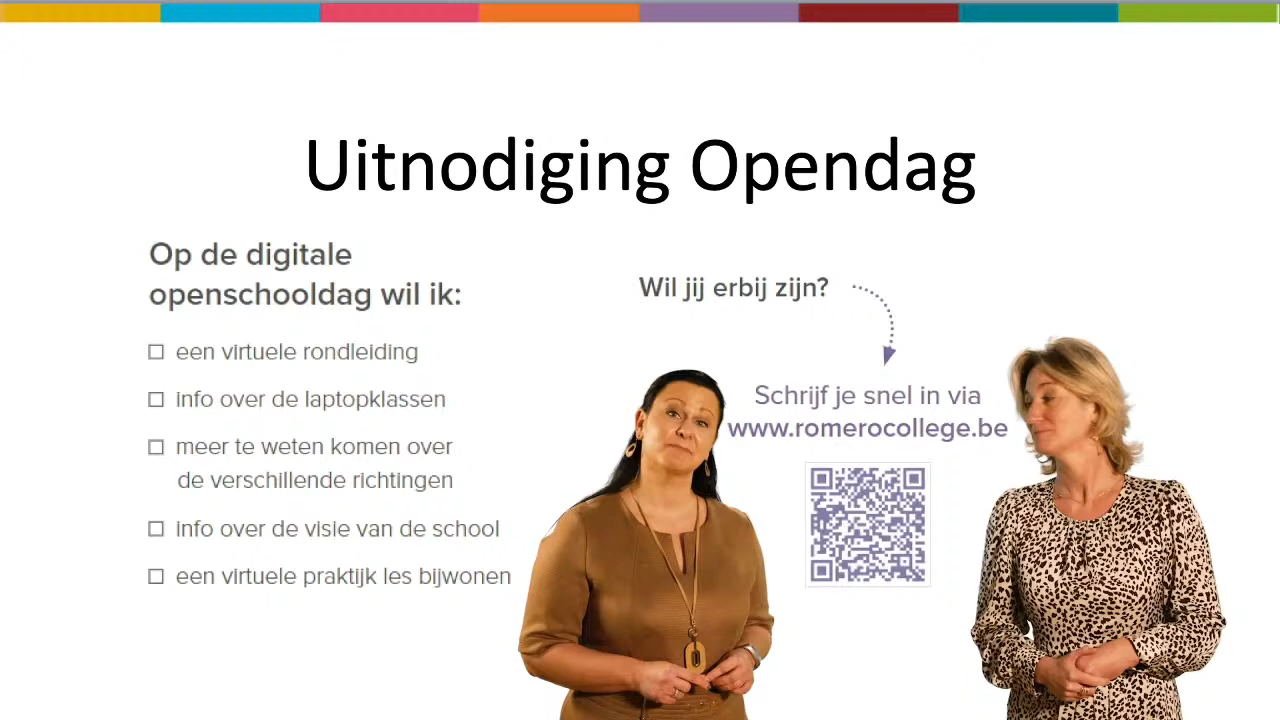 Uitnodiging Opendag
Op de digitale
openschooldag wil ik:
een virtuele rondleiding
info over de laptopklassen
meer te weten komen over
de verschillende richtingen
info over de visie van de school
een virtuele praktijk les bijwonen
Wil jij erbij zijn?
Schrijf je snel in via
www.romerocollege.be